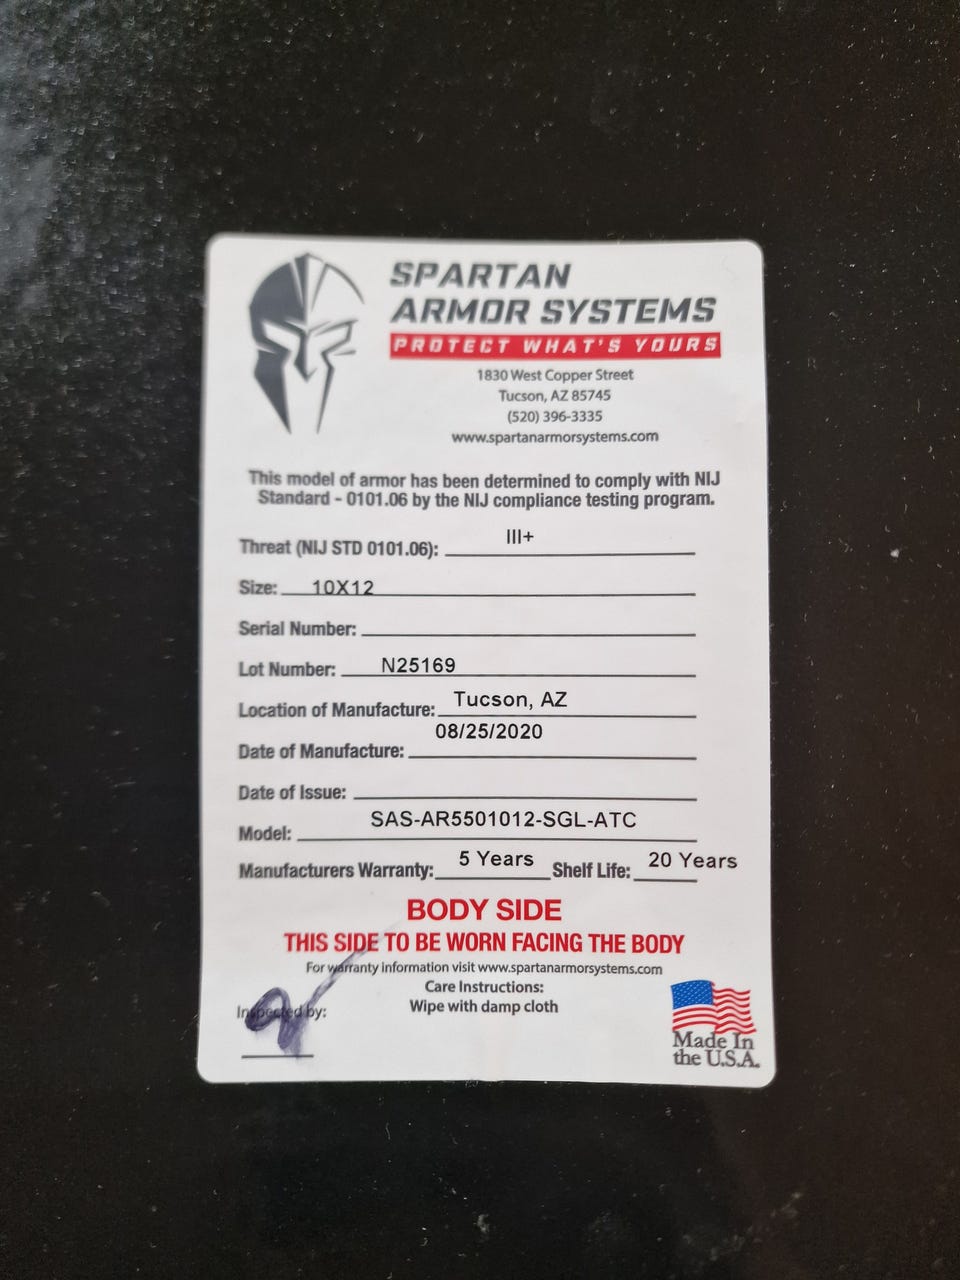 SPARTAN
ARMOR SYSTEMS
PROTECT WHAT'S YOURS
1830 West Copper Street
Tucson, AZ 85745
(520) 396-3335
www.spartanarmorsystems.com
This model of armor has been determined to comply with NIJ
Standard - 0101.06 by the NIJ compliance testing program.
Threat (NIJ STD 0101.06): III+
Size: 10X12
Serial Number:
Lot Number: N25169
Location of Manufacture: Tucson, AZ
Date of Manufacture: 08/25/2020
Date of Issue:
Model: SAS-AR5501012-SGL-ATC
Manufacturers Warranty: 5 Years Shelf Life: 20 Years
BODY SIDE
THIS SIDE TO BE WORN FACING THE BODY
For warranty information visit www.spartanarmorsystems.com
Care Instructions:
Wipe with damp cloth
Inspected by:
Made In
the U.S.A.